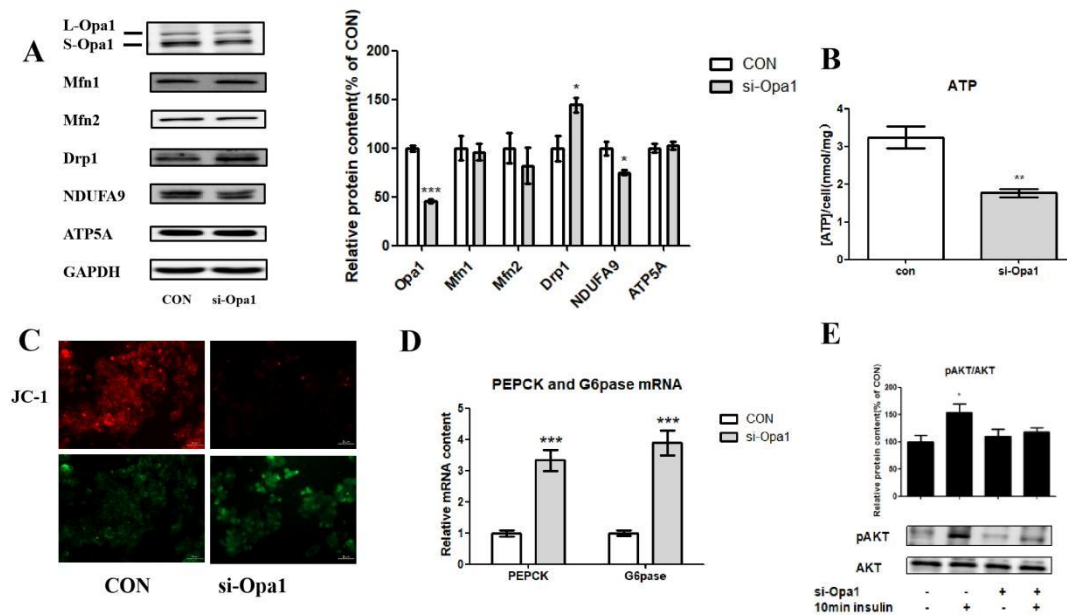 A
L-Opa1
S-Opa1
Mfn1
Mfn2
Drp1
NDUFA9
ATP5A
GAPDH
CON si-Opa1
Relative protein content(% of CON)
200
150
100
50
0
*** * *
Opa1 Mfn1 Mfn2 Drp1 NDUFA9 ATP5A
CON
si-Opa1
B
ATP
[ATP]/cell(nmol/mg)
4
3
2
1
0
**
con si-Opa1
C
JC-1
CON si-Opa1
D
PEPCK and G6pase mRNA
Relative mRNA content
5
4
3
2
1
0
*** ***
PEPCK G6pase
CON
si-Opa1
E
pAKT/AKT
Relative protein content(% of CON)
200
150
100
50
0
*
pAKT
AKT
si-Opa1 - - + +
10min insulin - + - +